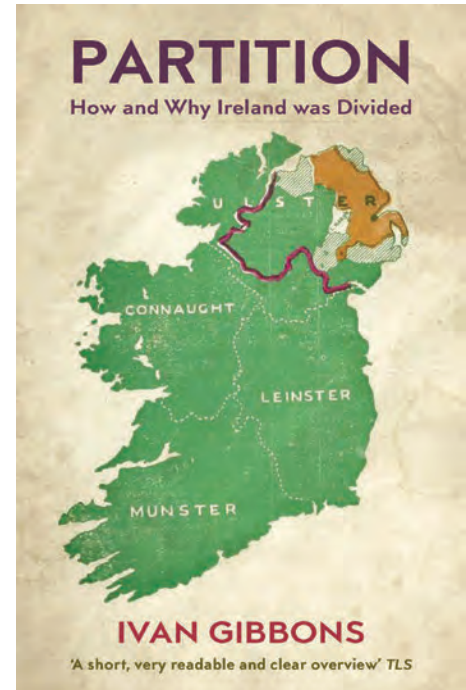 PARTITION
How and Why Ireland was Divided
ULSTER
CONNAUGHT
LEINSTER
MUNSTER
IVAN GIBBONS
'A short, very readable and clear overview' TLS